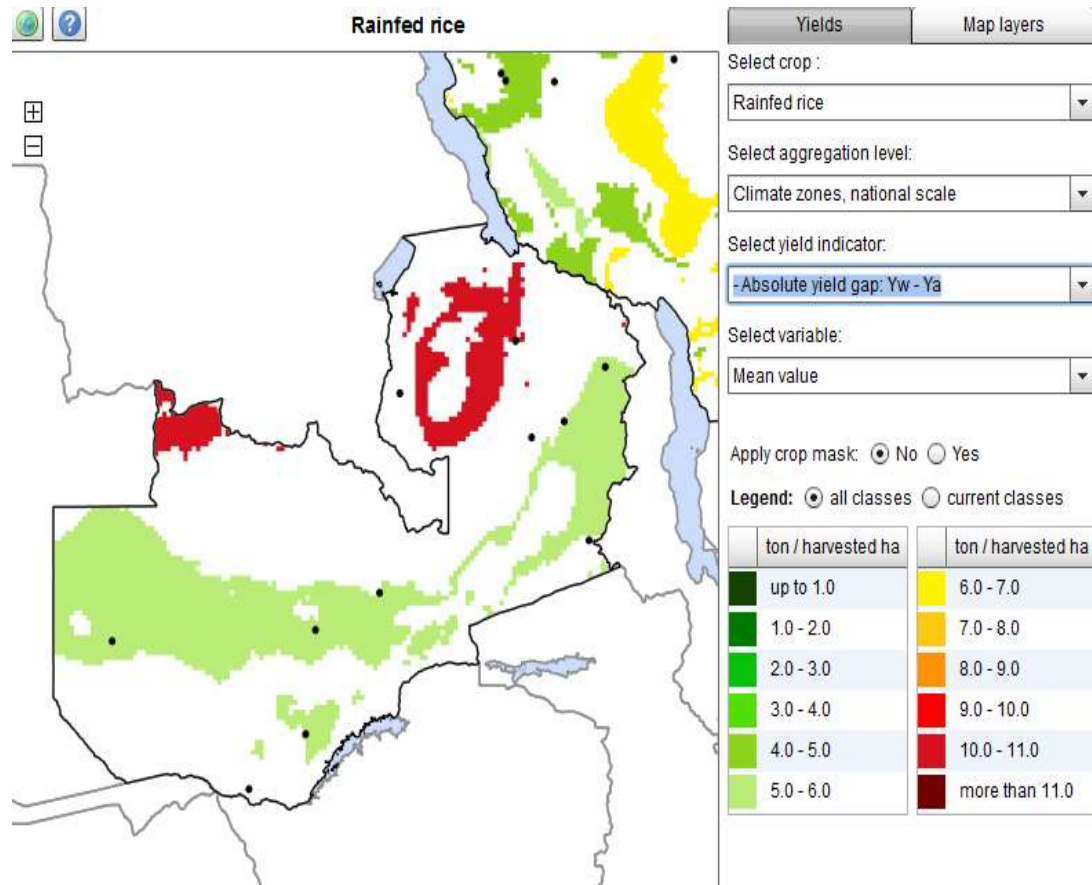 ?
Rainfed rice
+
−
Yields
Map layers
Select crop :
Rainfed rice
Select aggregation level:
Climate zones, national scale
Select yield indicator:
- Absolute yield gap: Yw - Ya
Select variable:
Mean value
Apply crop mask: No Yes
Legend: all classes current classes
ton / harvested ha ton / harvested ha
up to 1.0 6.0 - 7.0
1.0 - 2.0 7.0 - 8.0
2.0 - 3.0 8.0 - 9.0
3.0 - 4.0 9.0 - 10.0
4.0 - 5.0 10.0 - 11.0
5.0 - 6.0 more than 11.0